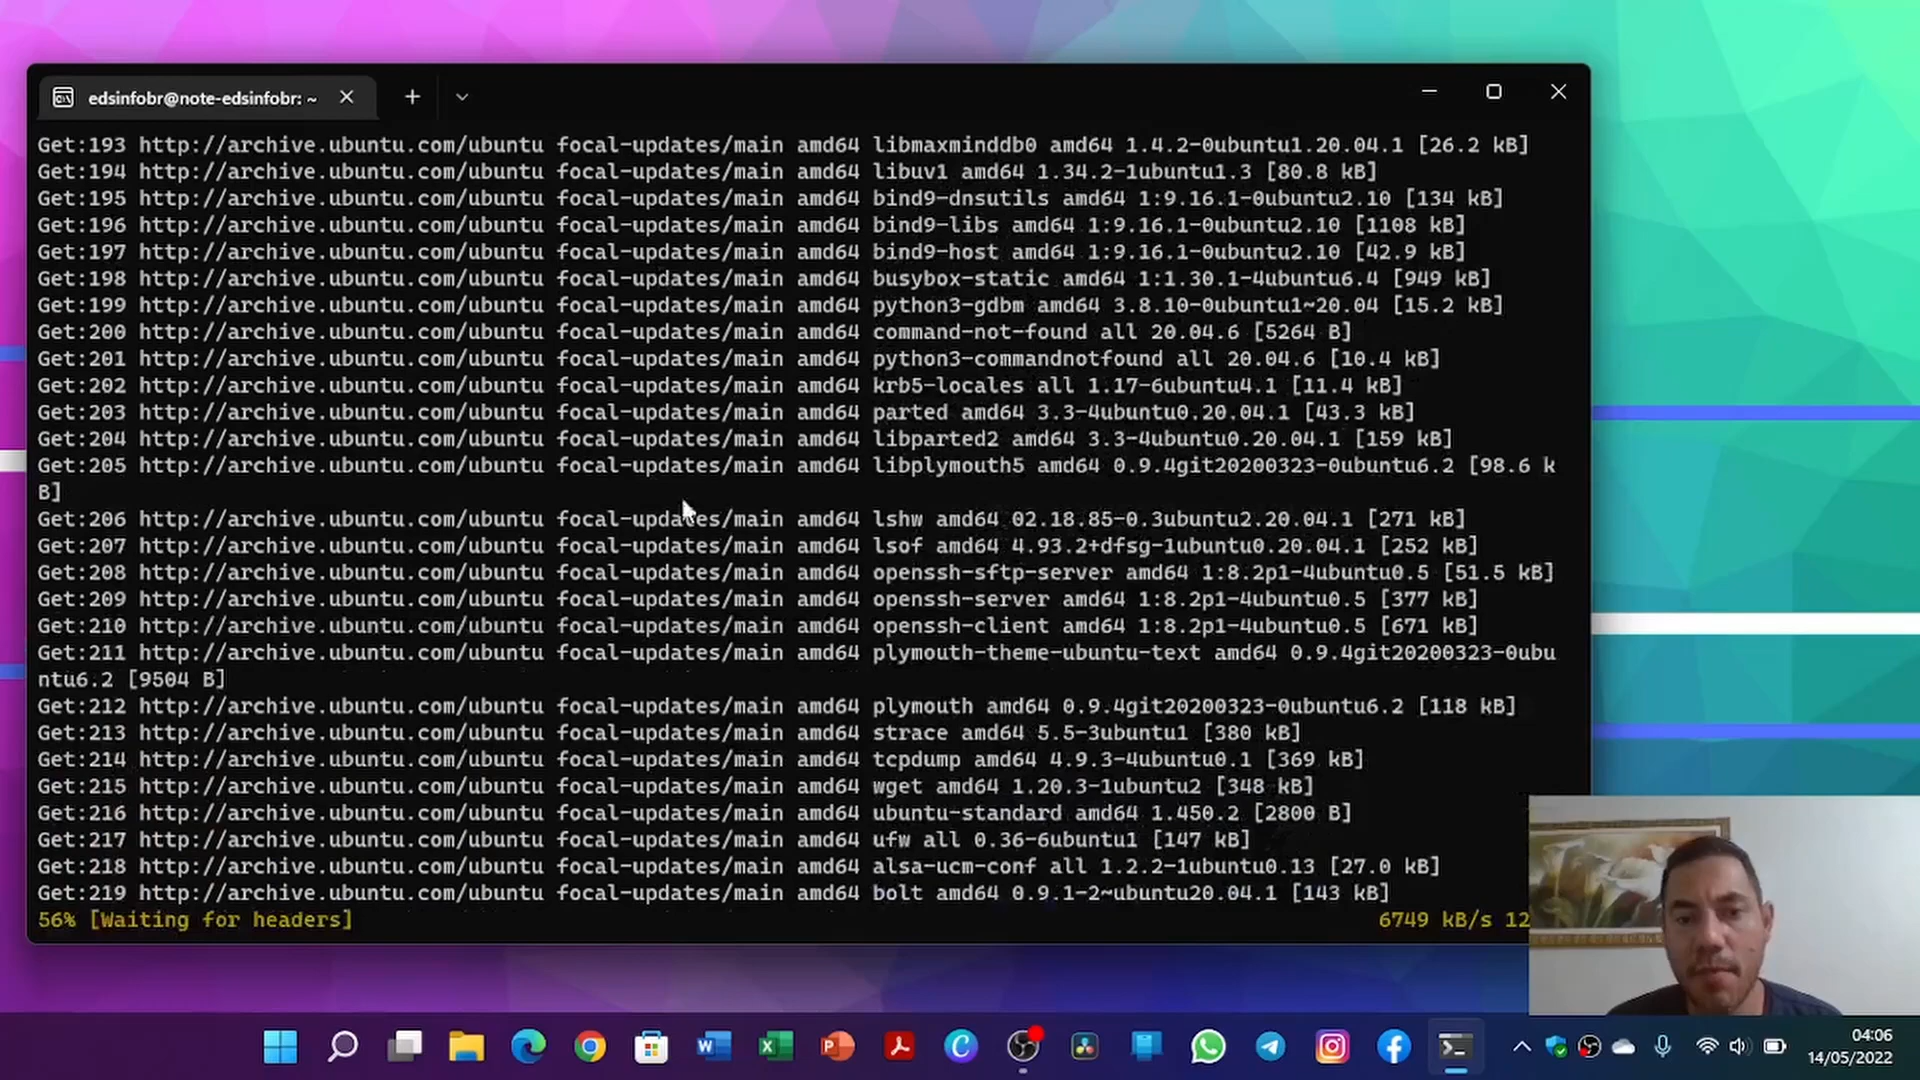 edsinfobr@note-edsinfobr: ~
Get:193 http://archive.ubuntu.com/ubuntu focal-updates/main amd64 libmaxminddb0 amd64 1.4.2-0ubuntu1.20.04.1 [26.2 kB]
Get:194 http://archive.ubuntu.com/ubuntu focal-updates/main amd64 libuv1 amd64 1.34.2-1ubuntu1.3 [80.8 kB]
Get:195 http://archive.ubuntu.com/ubuntu focal-updates/main amd64 bind9-dnsutils amd64 1:9.16.1-0ubuntu2.10 [134 kB]
Get:196 http://archive.ubuntu.com/ubuntu focal-updates/main amd64 bind9-libs amd64 1:9.16.1-0ubuntu2.10 [1108 kB]
Get:197 http://archive.ubuntu.com/ubuntu focal-updates/main amd64 bind9-host amd64 1:9.16.1-0ubuntu2.10 [42.9 kB]
Get:198 http://archive.ubuntu.com/ubuntu focal-updates/main amd64 busybox-static amd64 1:1.30.1-4ubuntu6.4 [949 kB]
Get:199 http://archive.ubuntu.com/ubuntu focal-updates/main amd64 python3-gdbm amd64 3.8.10-0ubuntu1~20.04 [15.2 kB]
Get:200 http://archive.ubuntu.com/ubuntu focal-updates/main amd64 command-not-found all 20.04.6 [5264 B]
Get:201 http://archive.ubuntu.com/ubuntu focal-updates/main amd64 python3-commandnotfound all 20.04.6 [10.4 kB]
Get:202 http://archive.ubuntu.com/ubuntu focal-updates/main amd64 krb5-locales all 1.17-6ubuntu4.1 [11.4 kB]
Get:203 http://archive.ubuntu.com/ubuntu focal-updates/main amd64 parted amd64 3.3-4ubuntu0.20.04.1 [43.3 kB]
Get:204 http://archive.ubuntu.com/ubuntu focal-updates/main amd64 libparted2 amd64 3.3-4ubuntu0.20.04.1 [159 kB]
Get:205 http://archive.ubuntu.com/ubuntu focal-updates/main amd64 libplymouth5 amd64 0.9.4git20200323-0ubuntu6.2 [98.6 k
B]
Get:206 http://archive.ubuntu.com/ubuntu focal-updates/main amd64 lshw amd64 02.18.85-0.3ubuntu2.20.04.1 [271 kB]
Get:207 http://archive.ubuntu.com/ubuntu focal-updates/main amd64 lsof amd64 4.93.2+dfsg-1ubuntu0.20.04.1 [252 kB]
Get:208 http://archive.ubuntu.com/ubuntu focal-updates/main amd64 openssh-sftp-server amd64 1:8.2p1-4ubuntu0.5 [51.5 kB]
Get:209 http://archive.ubuntu.com/ubuntu focal-updates/main amd64 openssh-server amd64 1:8.2p1-4ubuntu0.5 [377 kB]
Get:210 http://archive.ubuntu.com/ubuntu focal-updates/main amd64 openssh-client amd64 1:8.2p1-4ubuntu0.5 [671 kB]
Get:211 http://archive.ubuntu.com/ubuntu focal-updates/main amd64 plymouth-theme-ubuntu-text amd64 0.9.4git20200323-0ubu
ntu6.2 [9504 B]
Get:212 http://archive.ubuntu.com/ubuntu focal-updates/main amd64 plymouth amd64 0.9.4git20200323-0ubuntu6.2 [118 kB]
Get:213 http://archive.ubuntu.com/ubuntu focal-updates/main amd64 strace amd64 5.5-3ubuntu1 [380 kB]
Get:214 http://archive.ubuntu.com/ubuntu focal-updates/main amd64 tcpdump amd64 4.9.3-4ubuntu0.1 [369 kB]
Get:215 http://archive.ubuntu.com/ubuntu focal-updates/main amd64 wget amd64 1.20.3-1ubuntu2 [348 kB]
Get:216 http://archive.ubuntu.com/ubuntu focal-updates/main amd64 ubuntu-standard amd64 1.450.2 [2800 B]
Get:217 http://archive.ubuntu.com/ubuntu focal-updates/main amd64 ufw all 0.36-6ubuntu1 [147 kB]
Get:218 http://archive.ubuntu.com/ubuntu focal-updates/main amd64 alsa-ucm-conf all 1.2.2-1ubuntu0.13 [27.0 kB]
Get:219 http://archive.ubuntu.com/ubuntu focal-updates/main amd64 bolt amd64 0.9.1-2~ubuntu20.04.1 [143 kB]
56% [Waiting for headers] 6749 kB/s 12
04:06
14/05/2022